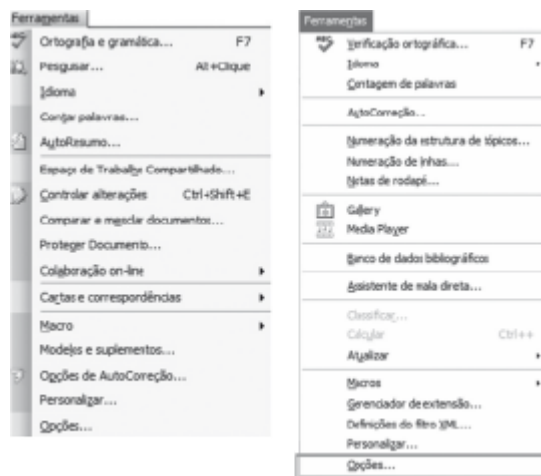 Ferramentas
Ortografia e gramática... F7
Pesquisar... Alt+Clique
Idioma
Contar palavras...
AutoResumo...
Espaço de Trabalho Compartilhado...
Controlar alterações Ctrl+Shift+E
Comparar e mesclar documentos...
Proteger Documento...
Colaboração on-line
Cartas e correspondências
Macro
Modelos e suplementos...
Opções de AutoCorreção...
Personalizar...
Opções...
Ferramentas
Verificação ortográfica... F7
Idioma
Contagem de palavras
AutoCorreção...
Numeração da estrutura de tópicos...
Numeração de linhas...
Notas de rodapé...
Gallery
Media Player
Banco de dados bibliográficos
Assistente de mala direta...
Classificar...
Calcular Ctrl++
Atualizar
Macros
Gerenciador de extensão...
Definições do filtro XML...
Personalizar...
Opções...